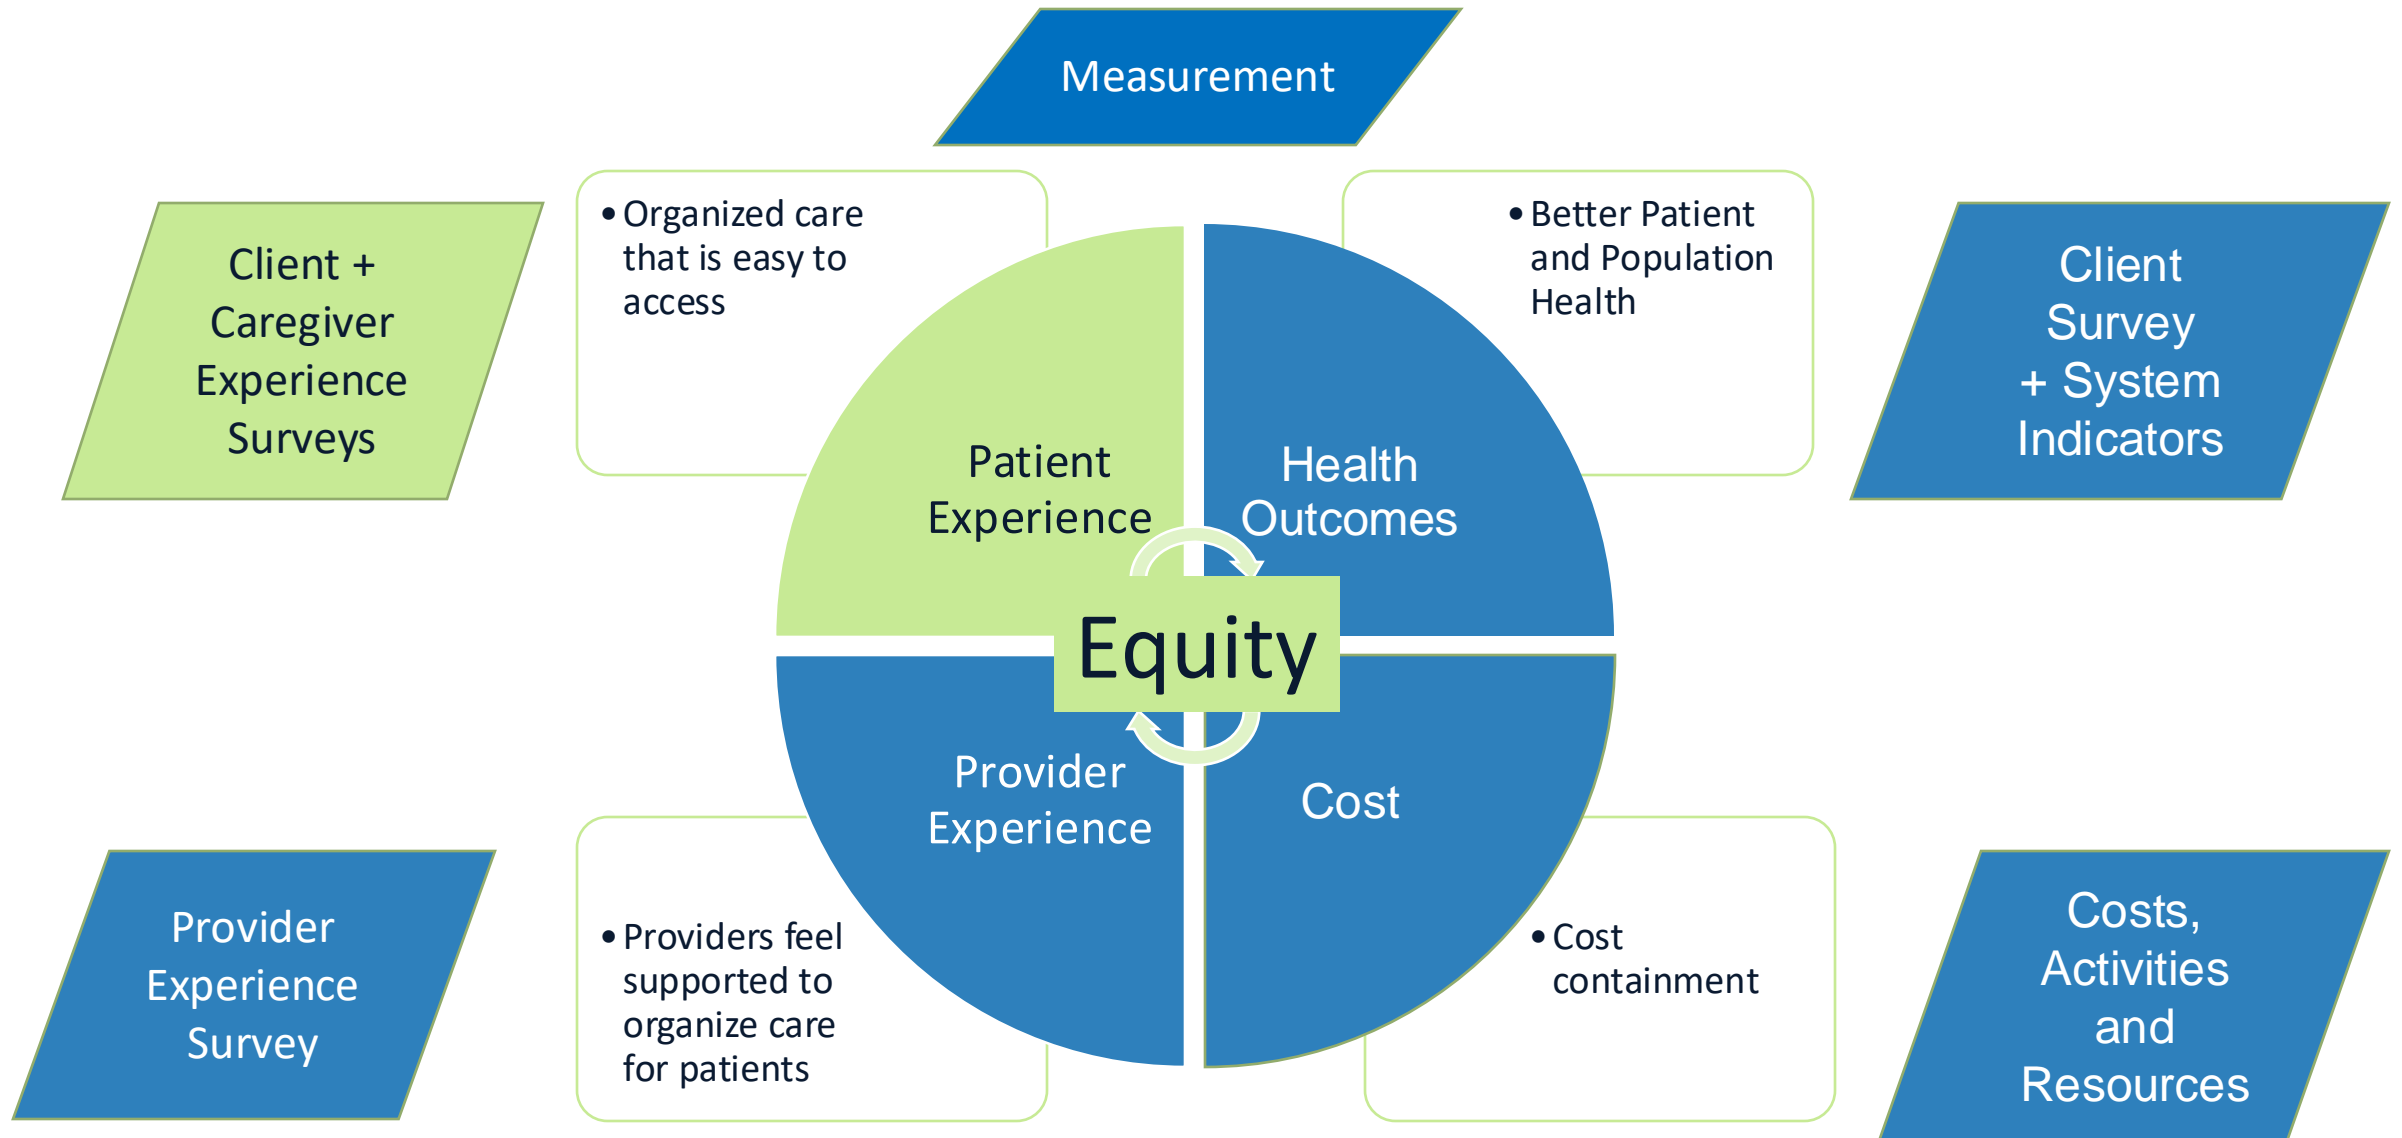 Measurement
Client +
Caregiver
Experience
Surveys
•Organized care
that is easy to
access
•Better Patient
and Population
Health
Client
Survey
+ System
Indicators
Patient
Experience
Health
Outcomes
Equity
Provider
Experience
Cost
Provider
Experience
Survey
•Providers feel
supported to
organize care
for patients
•Cost
containment
Costs,
Activities
and
Resources